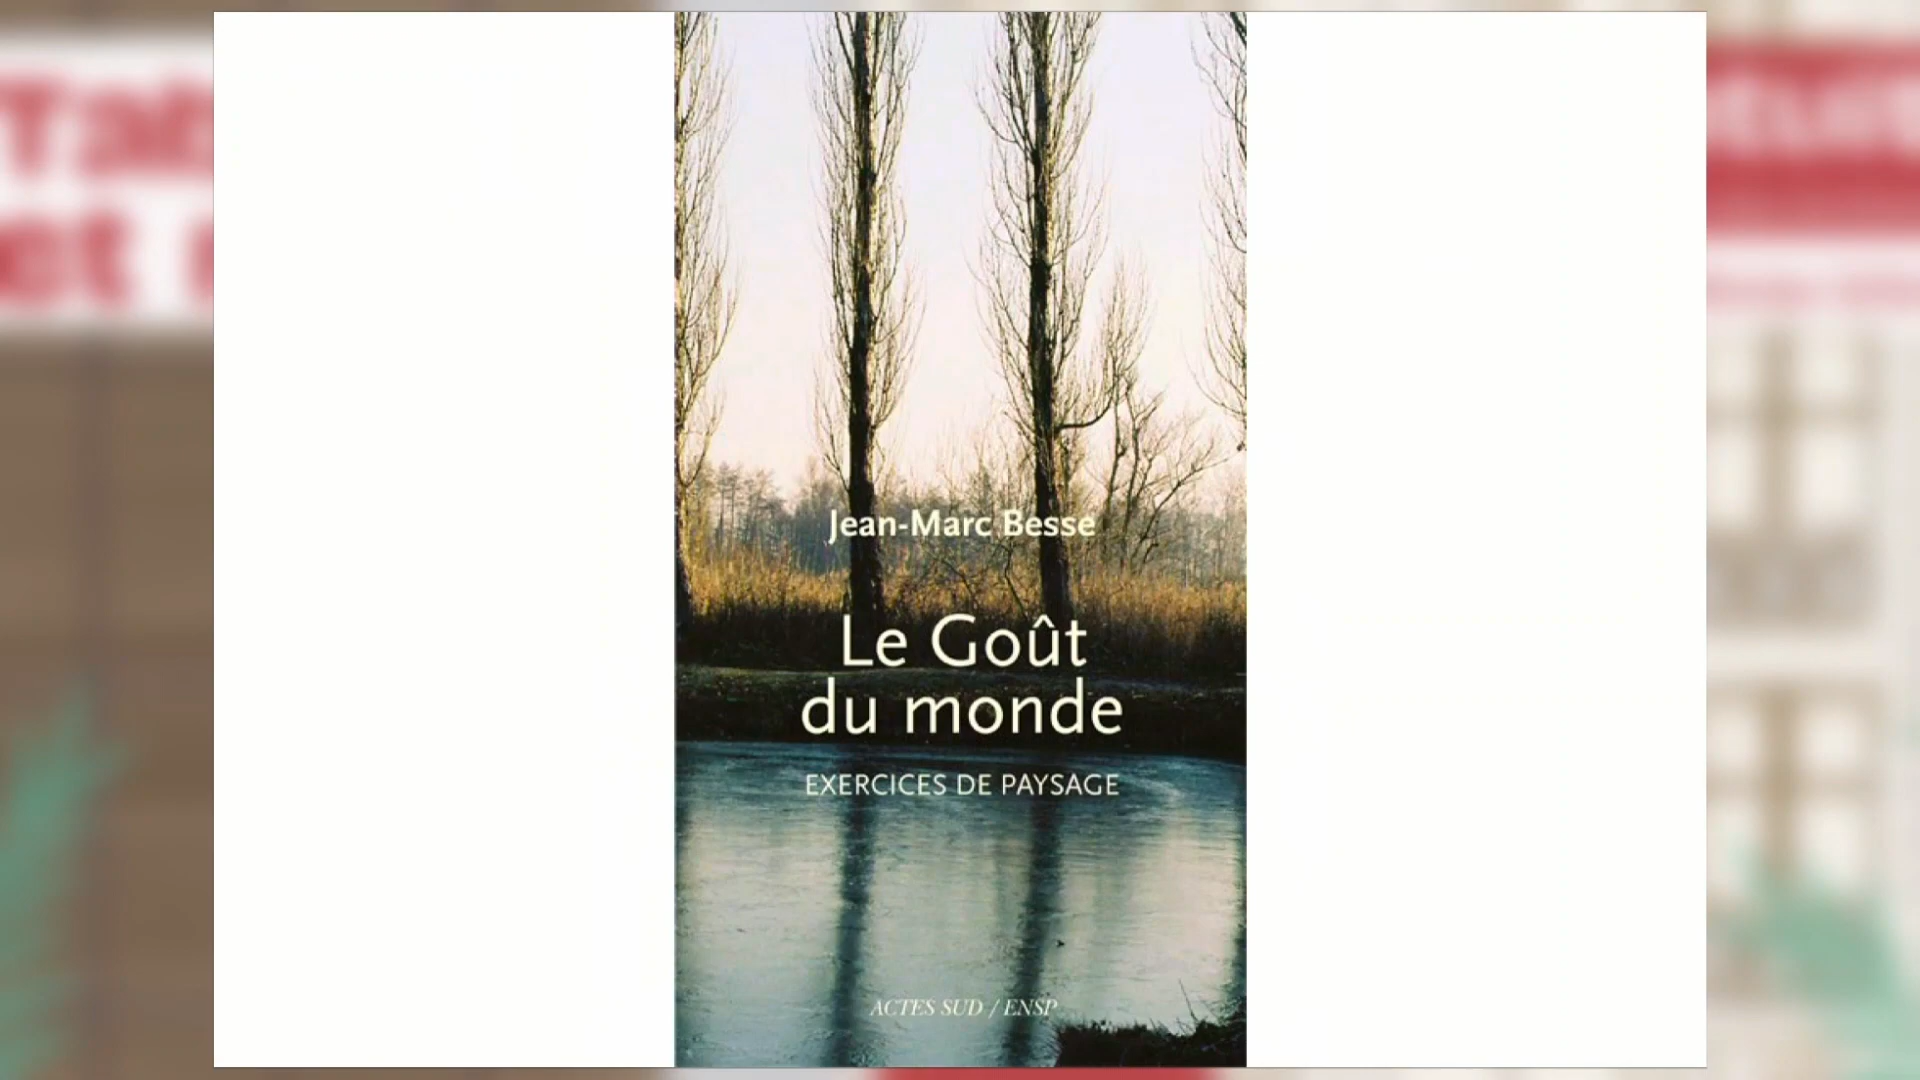 Jean-Marc Besse
Le Goût
du monde
EXERCICES DE PAYSAGE
ACTES SUD / ENSP